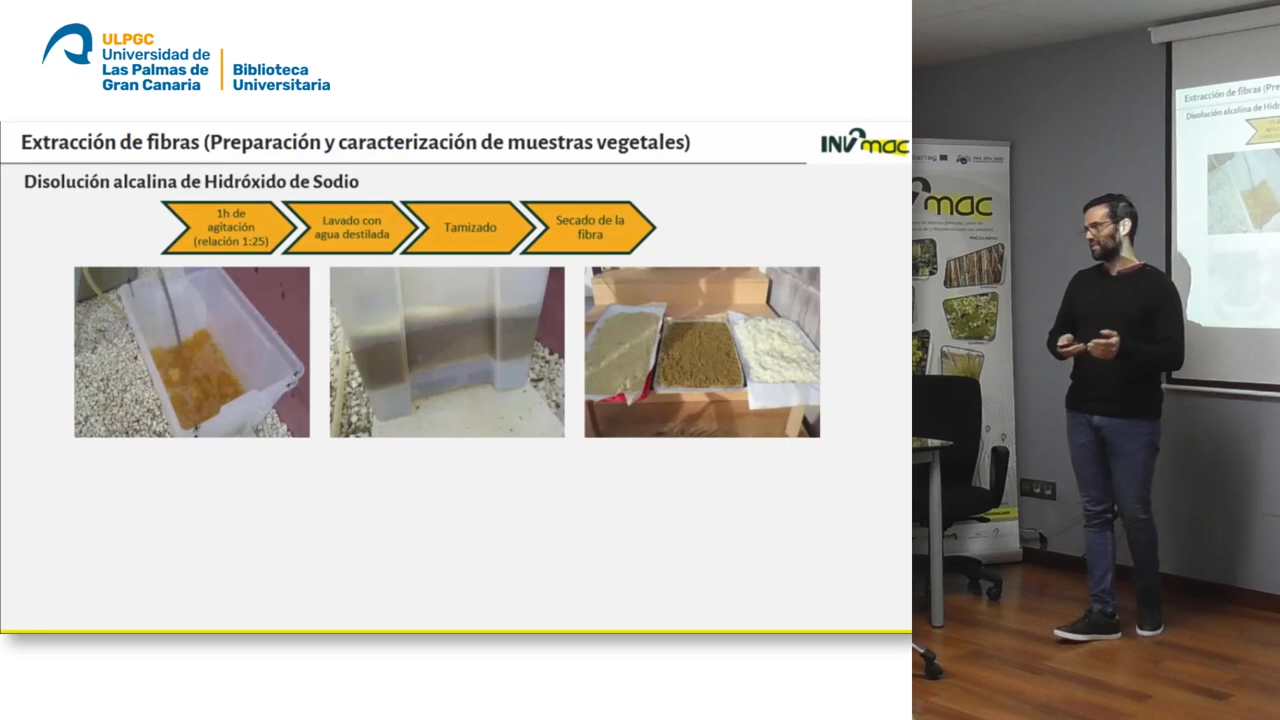 ULPGC
Universidad de
Las Palmas de
Gran Canaria
Biblioteca
Universitaria
Extracción de fibras (Preparación y caracterización de muestras vegetales)
INVmac
Disolución alcalina de Hidróxido de Sodio
1h de
agitación
(relación 1:25)
Lavado con
agua destilada
Tamizado
Secado de la
fibra
mac
Extracción de fibras (Pre
Disolución alcalina de Hidr